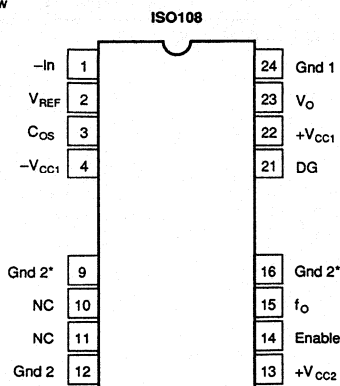 w
ISO108
–In 1 24 Gnd 1
VREF 2 23 VO
COS 3 22 +VCC1
–VCC1 4 21 DG
Gnd 2* 9 16 Gnd 2*
NC 10 15 fO
NC 11 14 Enable
Gnd 2 12 13 +VCC2